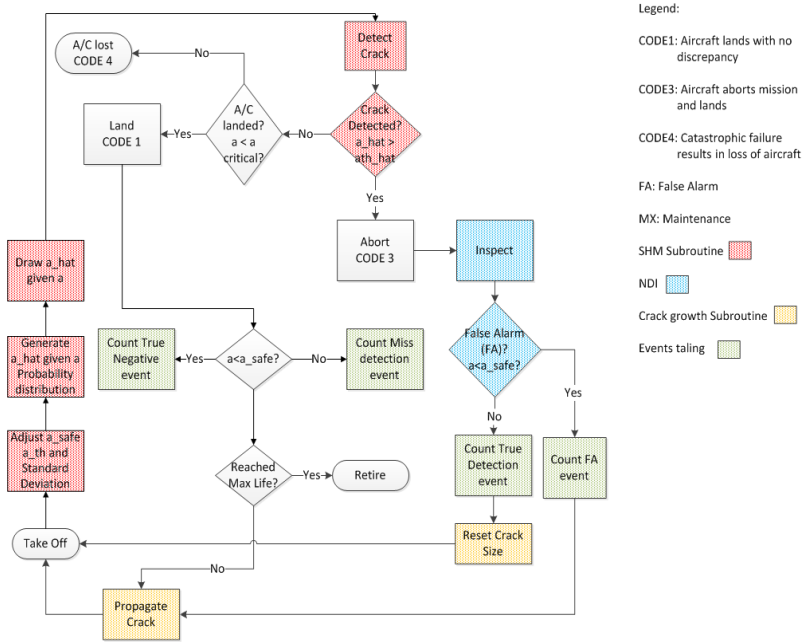 Legend:
CODE1: Aircraft lands with no
discrepancy
CODE3: Aircraft aborts mission
and lands
CODE4: Catastrophic failure
results in loss of aircraft
FA: False Alarm
MX: Maintenance
SHM Subroutine
NDI
Crack growth Subroutine
Events taling
Detect
Crack
A/C lost
CODE 4
No
A/C
landed?
a < a
critical?
Land
CODE 1
Yes
No
Crack
Detected?
a_hat >
ath_hat
Yes
Abort
CODE 3
Inspect
Draw a_hat
given a
Generate
a_hat given a
Probability
distribution
Adjust a_safe
a_th and
Standard
Deviation
Count True
Negative
event
Yes
a<a_safe?
No
Count Miss
detection
event
False Alarm
(FA)?
a<a_safe?
Yes
No
Count True
Detection
event
Count FA
event
Reached
Max Life?
Yes
Retire
Take Off
Reset Crack
Size
No
Propagate
Crack